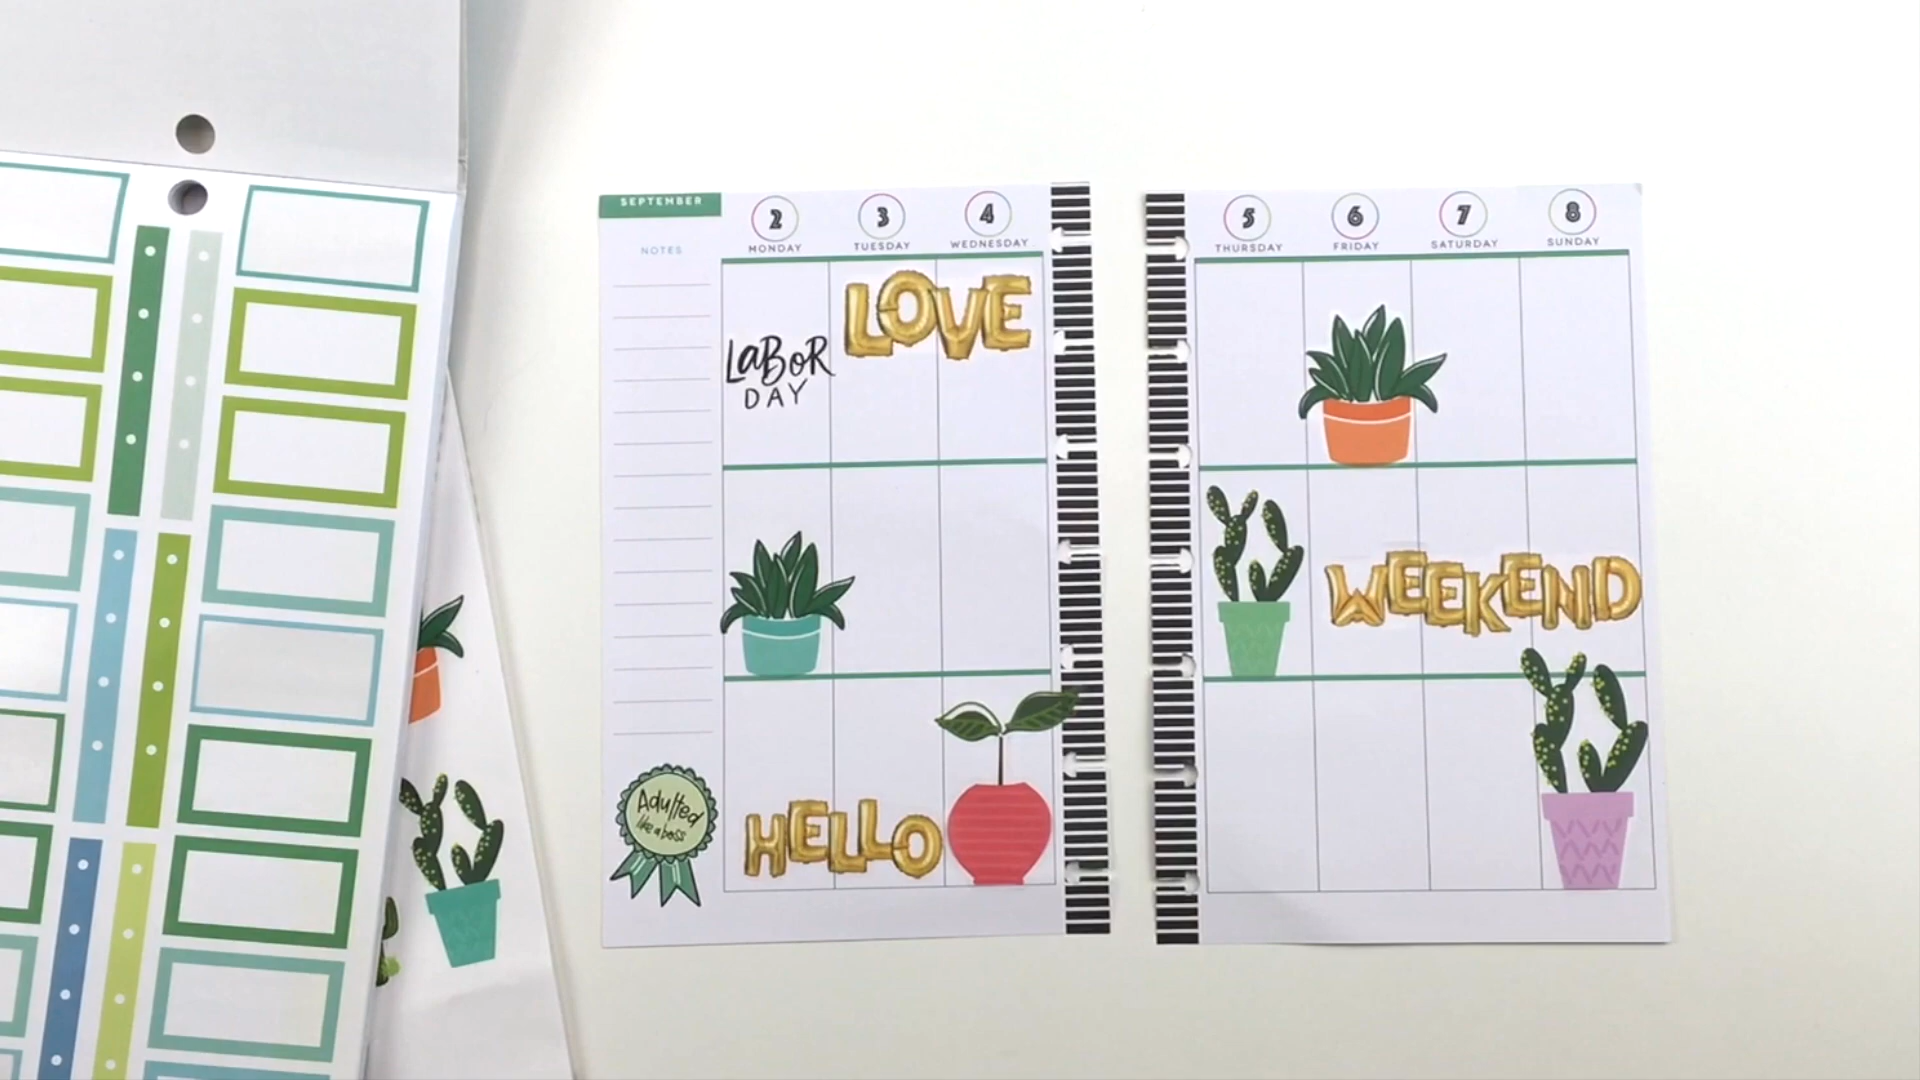 SEPTEMBER
NOTES
2
MONDAY
3
TUESDAY
4
WEDNESDAY
5
THURSDAY
6
FRIDAY
7
SATURDAY
8
SUNDAY
LOVE
LABOR
DAY
WEEKEND
Adulted
like a boss
HELLO